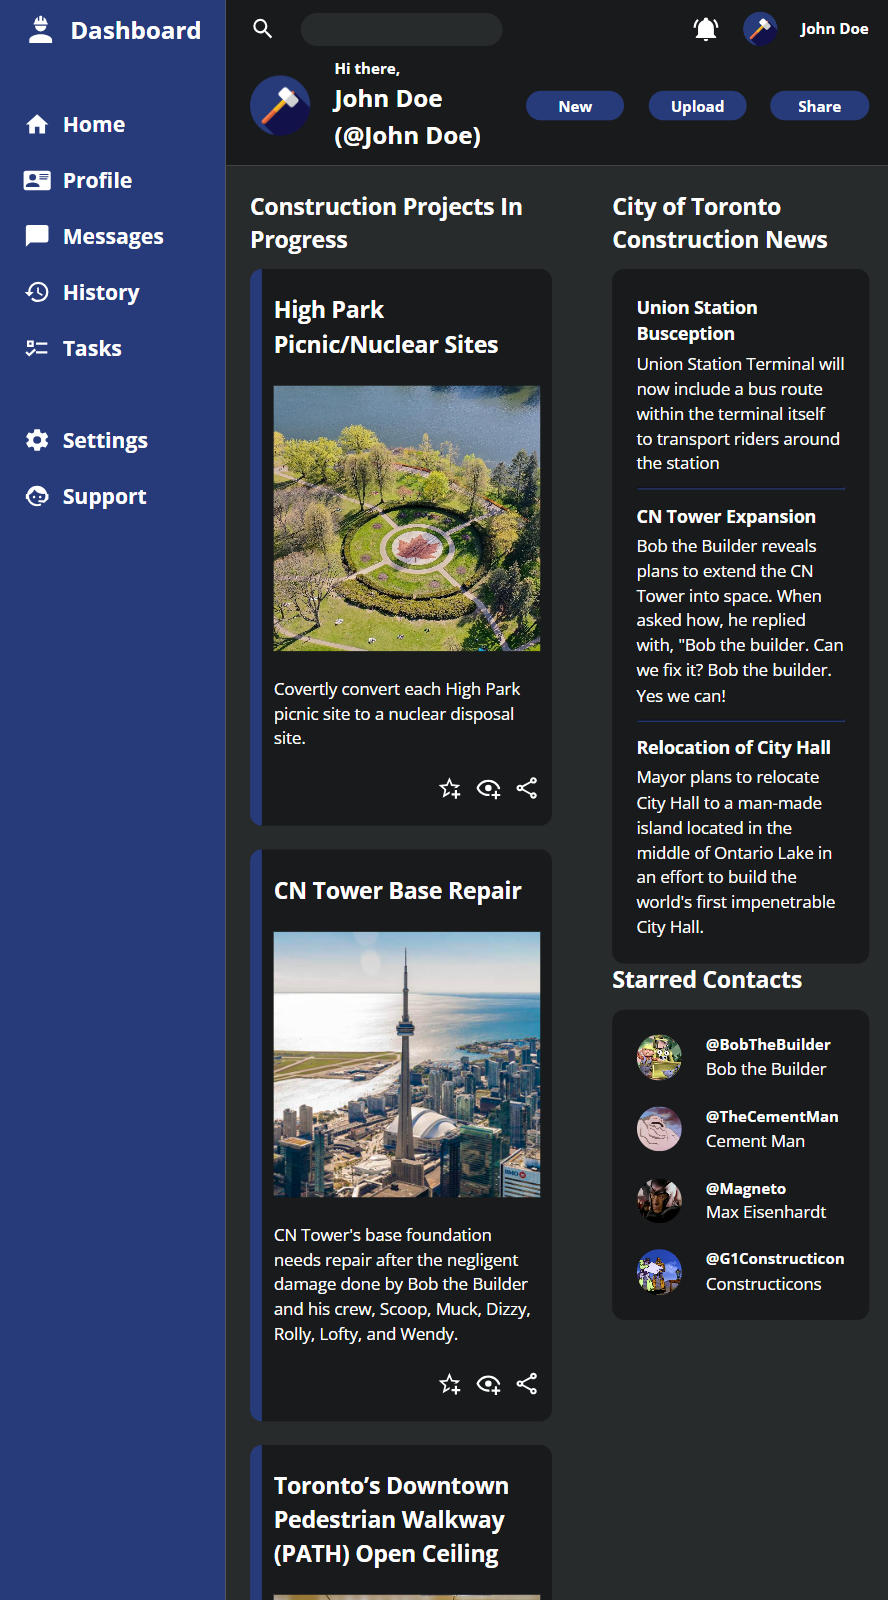 Dashboard
Home
Profile
Messages
History
Tasks
Settings
Support
John Doe
Hi there,
John Doe
(@John Doe)
New
Upload
Share
Construction Projects In
Progress
High Park
Picnic/Nuclear Sites
Covertly convert each High Park
picnic site to a nuclear disposal
site.
CN Tower Base Repair
CN Tower's base foundation
needs repair after the negligent
damage done by Bob the Builder
and his crew, Scoop, Muck, Dizzy,
Rolly, Lofty, and Wendy.
Toronto’s Downtown
Pedestrian Walkway
(PATH) Open Ceiling
City of Toronto
Construction News
Union Station
Busception
Union Station Terminal will
now include a bus route
within the terminal itself
to transport riders around
the station
CN Tower Expansion
Bob the Builder reveals
plans to extend the CN
Tower into space. When
asked how, he replied
with, "Bob the builder. Can
we fix it? Bob the builder.
Yes we can!
Relocation of City Hall
Mayor plans to relocate
City Hall to a man-made
island located in the
middle of Ontario Lake in
an effort to build the
world's first impenetrable
City Hall.
Starred Contacts
@BobTheBuilder
Bob the Builder
@TheCementMan
Cement Man
@Magneto
Max Eisenhardt
@G1Constructicon
Constructicons